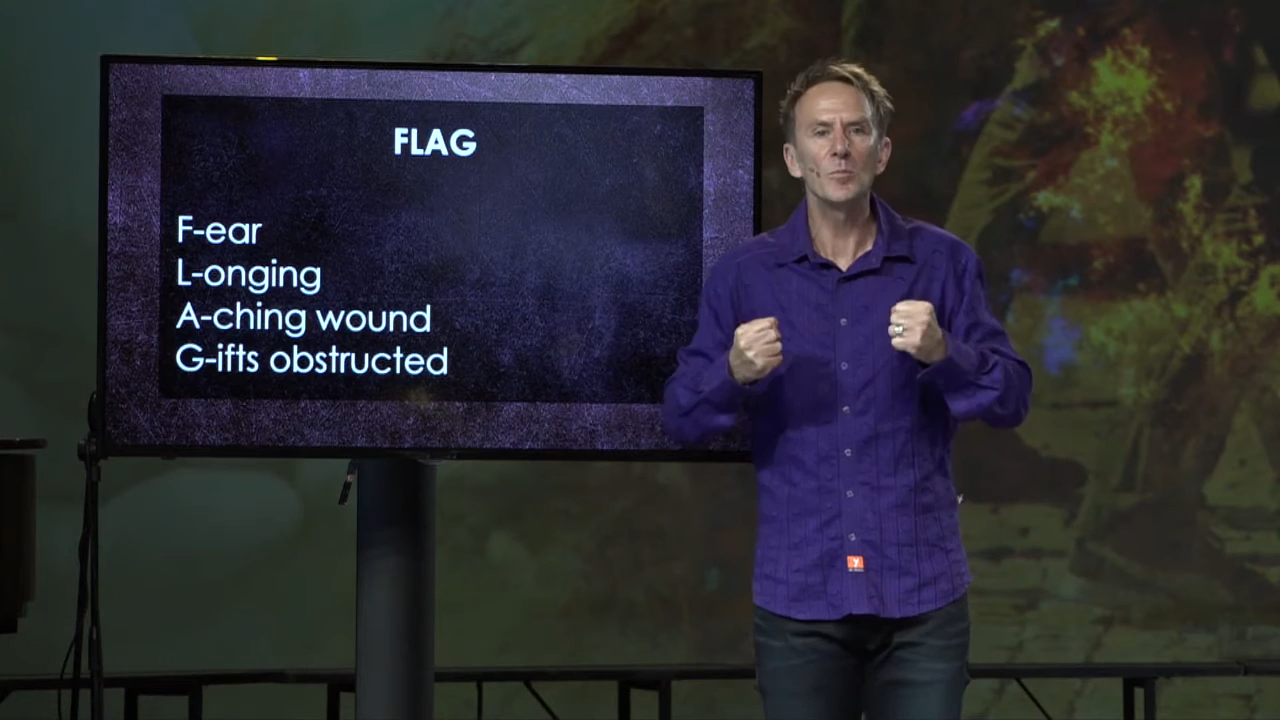 FLAG
F-ear
L-onging
A-ching wound
G-ifts obstructed